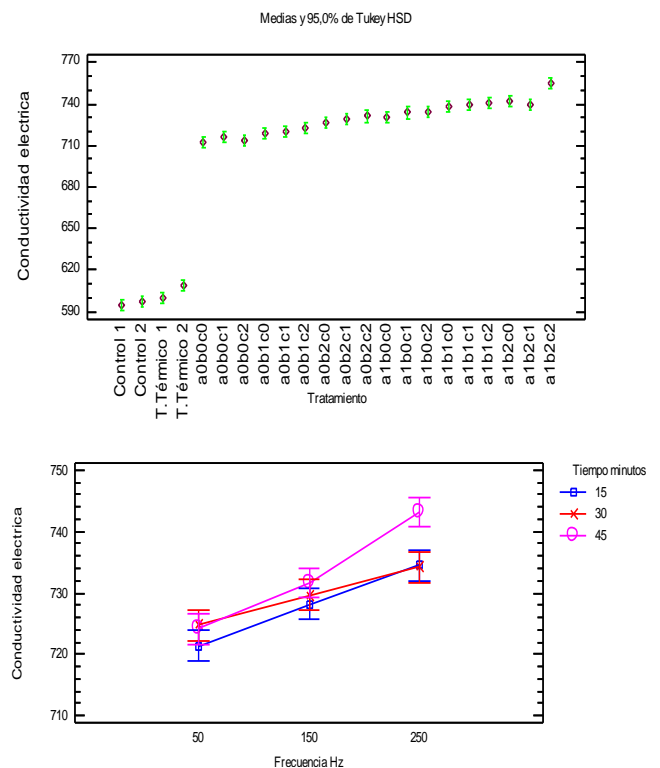 Medias y 95,0% de Tukey HSD
Conductividad electrica
770
740
710
680
650
620
590
Control 1
Control 2
T.Térmico 1
T.Térmico 2
a0b0c0
a0b0c1
a0b0c2
a0b1c0
a0b1c1
a0b1c2
a0b2c0
a0b2c1
a0b2c2
a1b0c0
a1b0c1
a1b0c2
a1b1c0
a1b1c1
a1b1c2
a1b2c0
a1b2c1
a1b2c2
Tratamiento
Conductividad electrica
750
740
730
720
710
50
150
250
Frecuencia Hz
Tiempo minutos
15
30
45